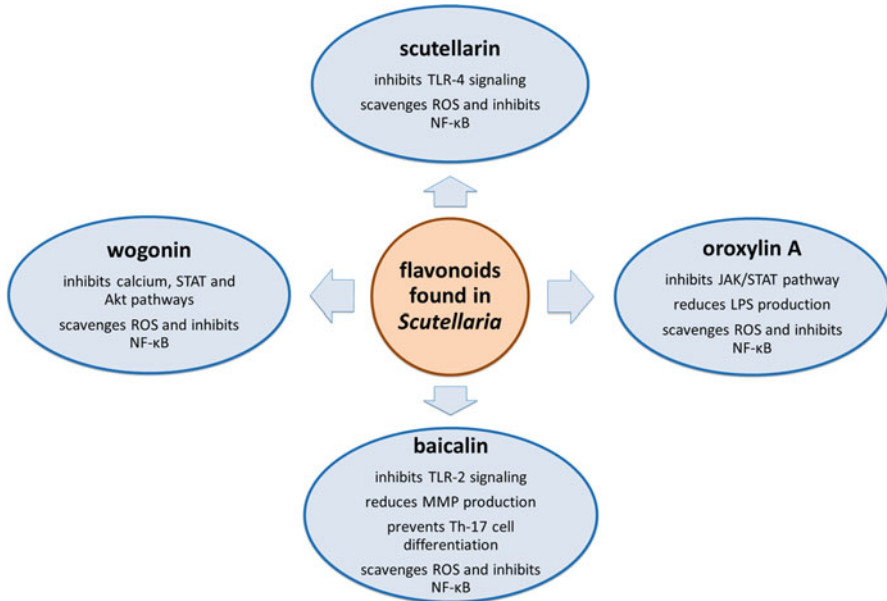 scutellarin
inhibits TLR-4 signaling
scavenges ROS and inhibits
NF-κB
wogonin
inhibits calcium, STAT and
Akt pathways
scavenges ROS and inhibits
NF-κB
flavonoids
found in
Scutellaria
oroxylin A
inhibits JAK/STAT pathway
reduces LPS production
scavenges ROS and inhibits
NF-κB
baicalin
inhibits TLR-2 signaling
reduces MMP production
prevents Th-17 cell
differentiation
scavenges ROS and inhibits
NF-κB